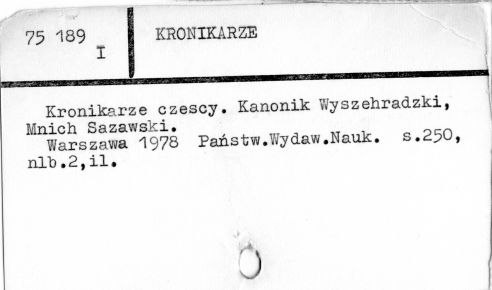 75 189
I
KRONIKARZE
Kronikarze czescy. Kanonik Wyszehradzki,
Mnich Sazawski.
Warszawa 1978 Państw.Wydaw.Nauk. s.250,
nlb.2,il.